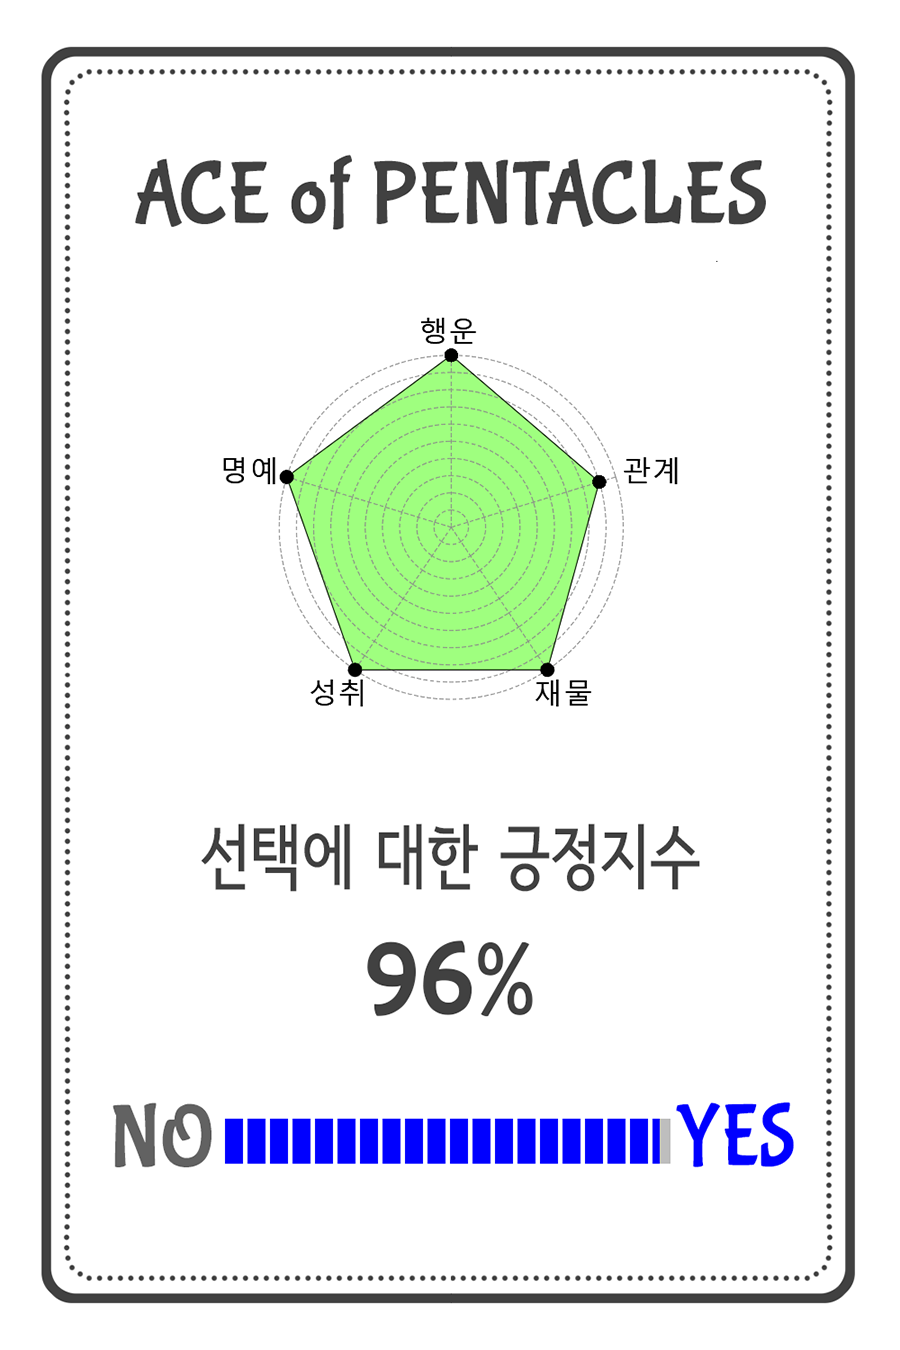 ACE of PENTACLES
행운
명예
관계
성취
재물
선택에 대한 긍정지수
96%
NO YES